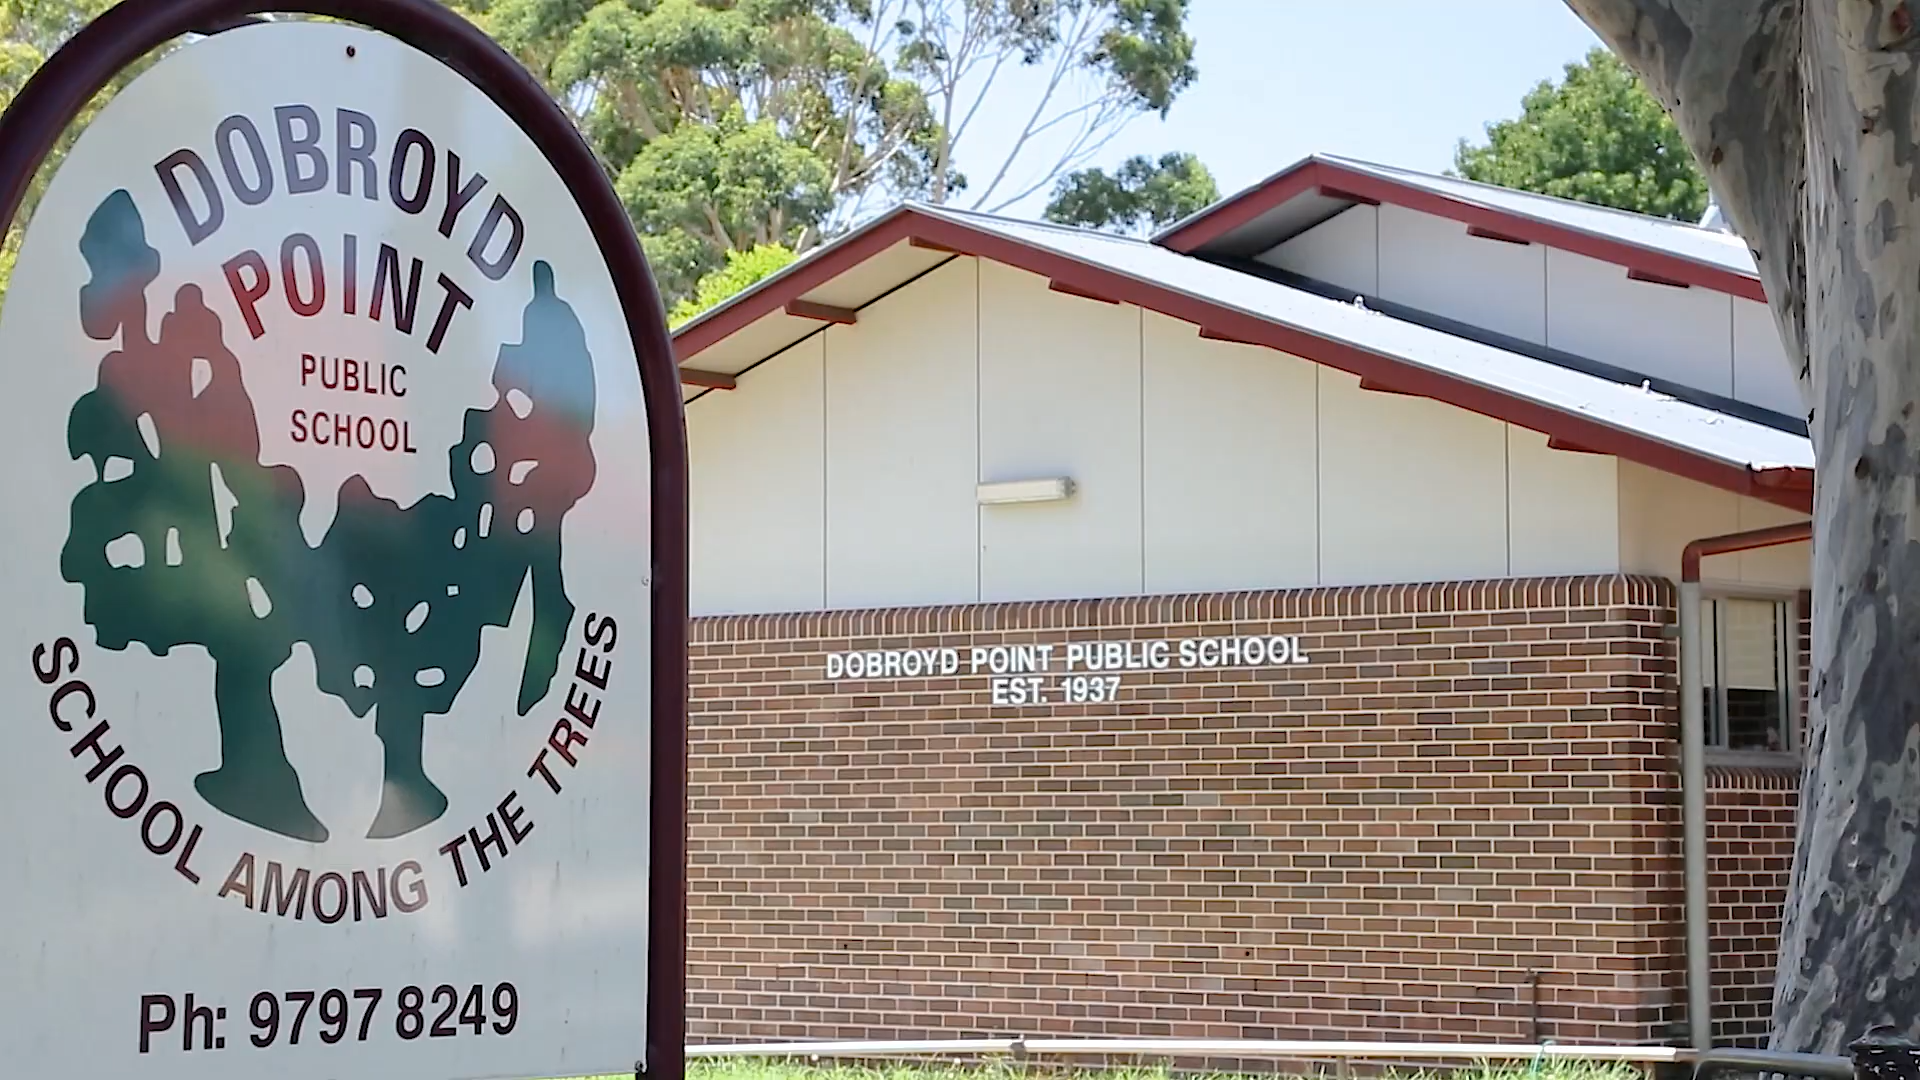 DOBROYD
POINT
PUBLIC
SCHOOL
SCHOOL AMONG THE TREES
Ph: 9797 8249
DOBROYD POINT PUBLIC SCHOOL
EST. 1937